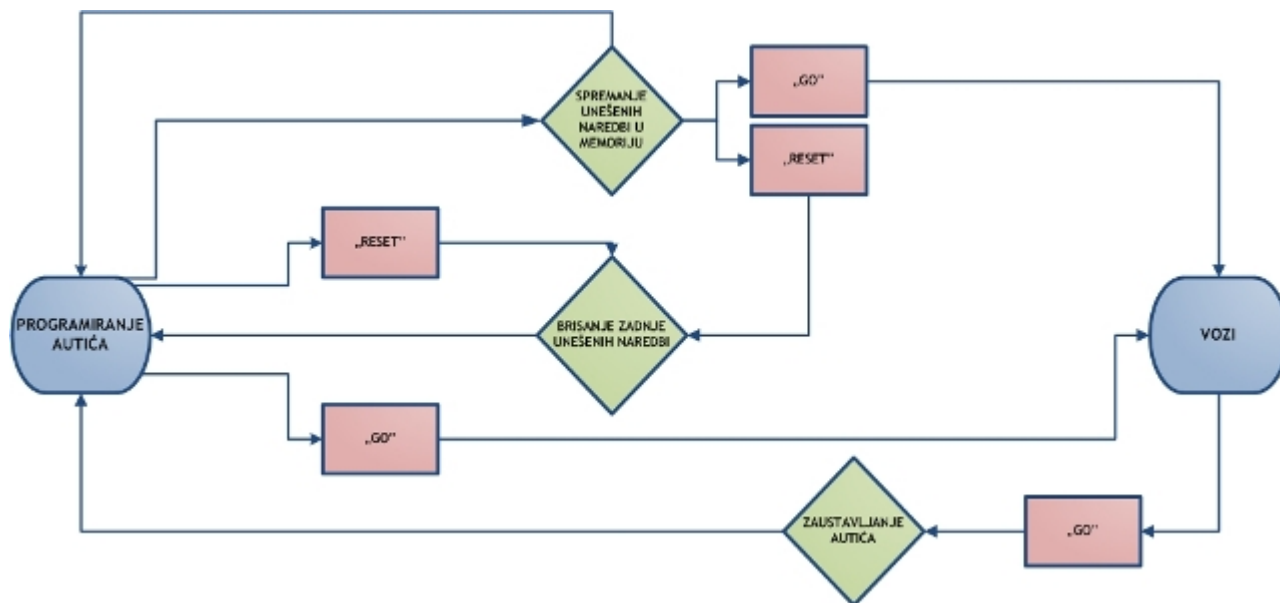 SPREMANJE
UNEŠENIH
NAREDBI U
MEMORIJU
„GO”
„RESET”
„RESET”
PROGRAMIRANJE
AUTIĆA
BRISANJE ZADNJE
UNEŠENIH NAREDBI
VOZI
„GO”
ZAUSTAVLJANJE
AUTIĆA
„GO”